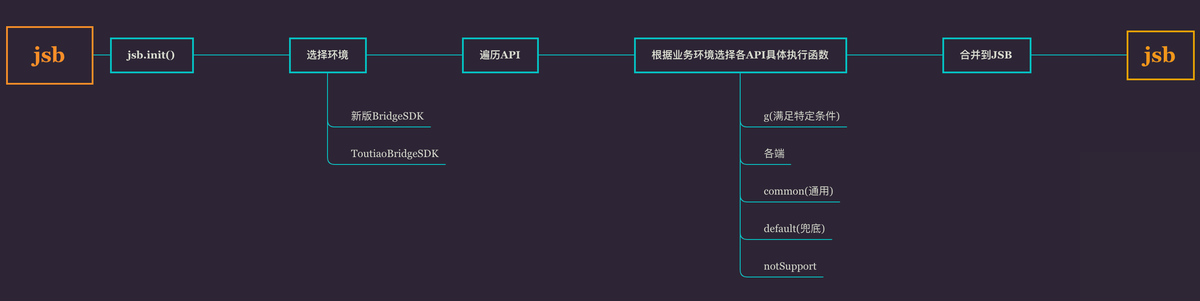 jsb
jsb.init()
选择环境
遍历API
根据业务环境选择各API具体执行函数
合并到JSB
jsb
新版BridgeSDK
ToutiaoBridgeSDK
g(满足特定条件)
各端
common(通用)
default(兜底)
notSupport